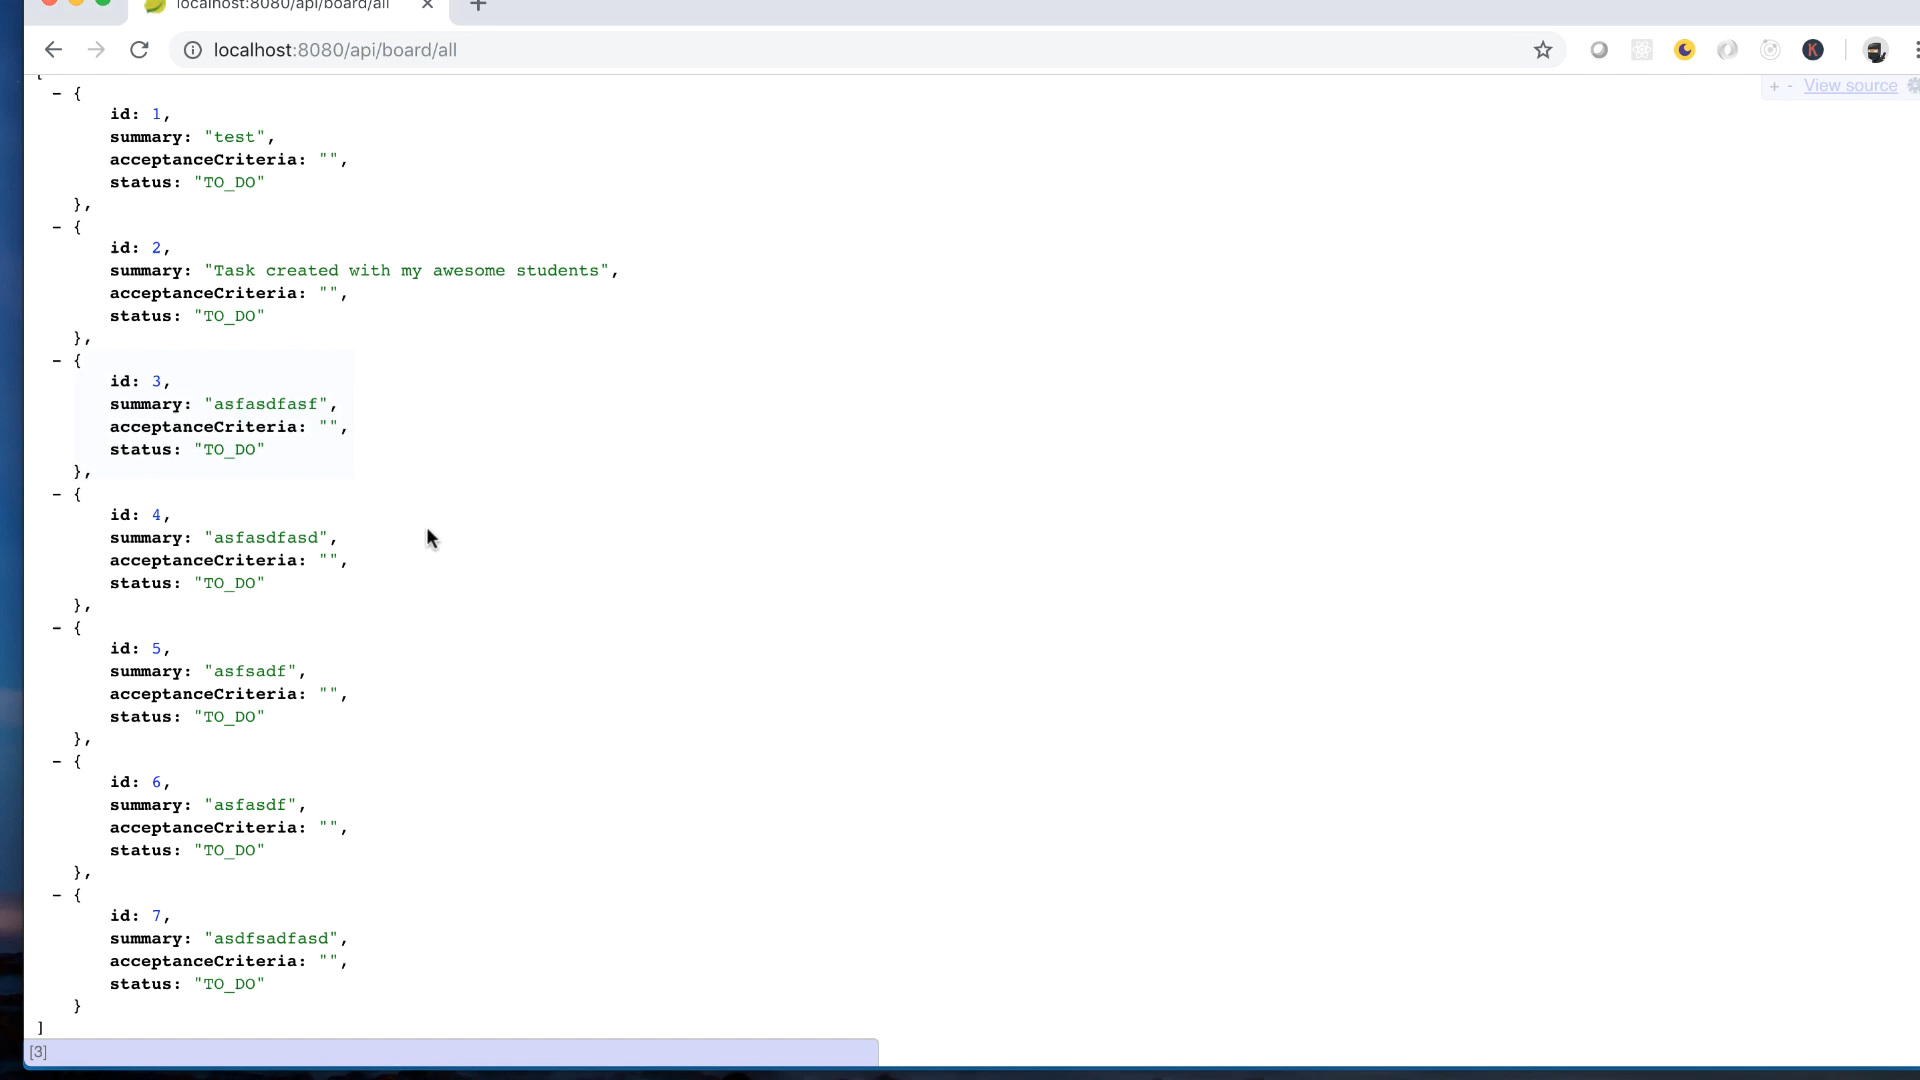 localhost:8080/api/board/all
localhost:8080/api/board/all
+ - View source
[
- {
id: 1,
summary: "test",
acceptanceCriteria: "",
status: "TO_DO"
},
- {
id: 2,
summary: "Task created with my awesome students",
acceptanceCriteria: "",
status: "TO_DO"
},
- {
id: 3,
summary: "asfasdfasf",
acceptanceCriteria: "",
status: "TO_DO"
},
- {
id: 4,
summary: "asfasdfasd",
acceptanceCriteria: "",
status: "TO_DO"
},
- {
id: 5,
summary: "asfsadf",
acceptanceCriteria: "",
status: "TO_DO"
},
- {
id: 6,
summary: "asfasdf",
acceptanceCriteria: "",
status: "TO_DO"
},
- {
id: 7,
summary: "asdfsadfasd",
acceptanceCriteria: "",
status: "TO_DO"
}
]
[3]